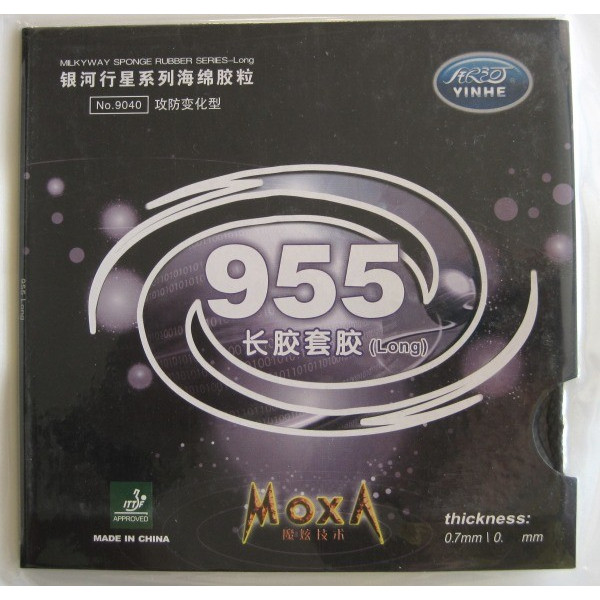 MILKYWAY SPONGE RUBBER SERIES-Long
银河行星系列海绵胶粒
No.9040 攻防变化型
银河
YINHE
955
长胶套胶(Long)
955 Long
ITTF
APPROVED
MADE IN CHINA
MOXA
魔炫技术
thickness:
0.7mm\0. mm